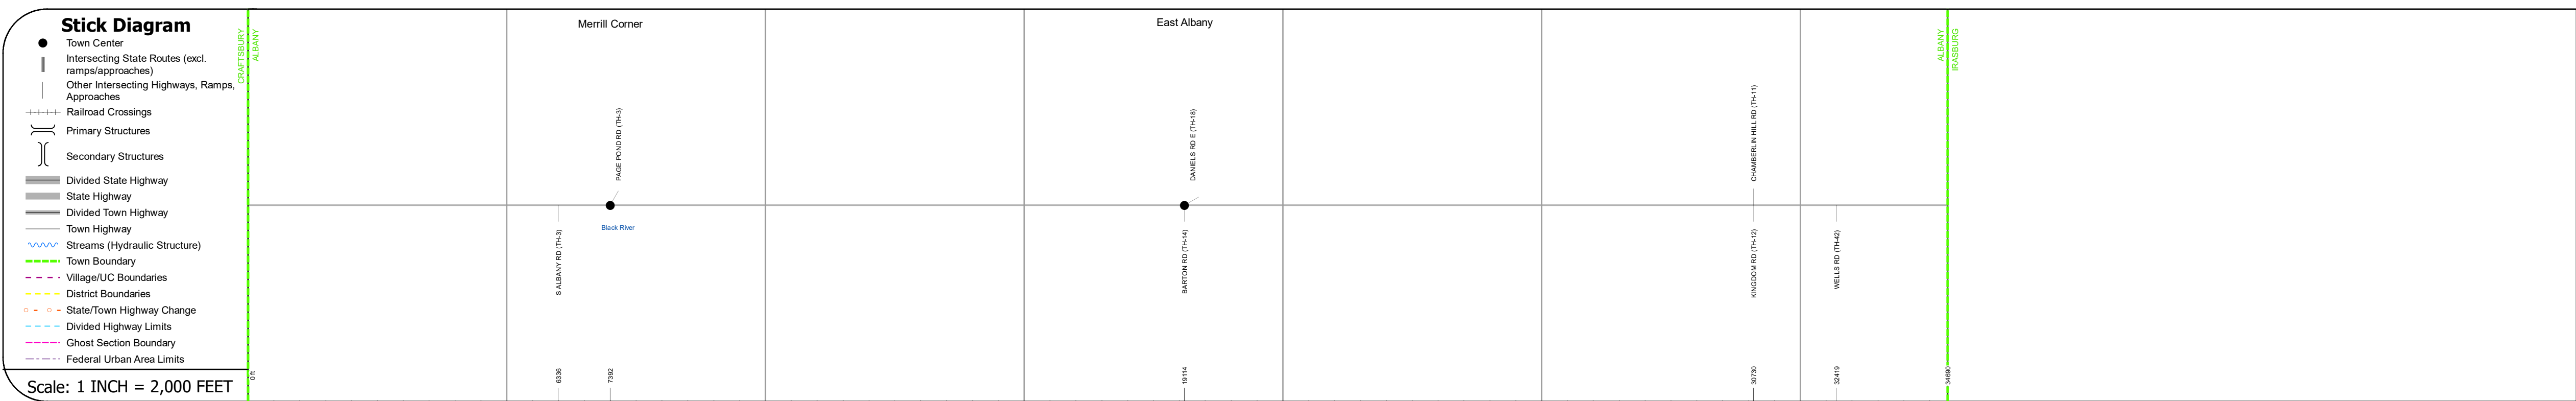 Stick Diagram
Town Center
Intersecting State Routes (excl.
ramps/approaches)
Other Intersecting Highways, Ramps,
Approaches
Railroad Crossings
Primary Structures
Secondary Structures
Divided State Highway
State Highway
Divided Town Highway
Town Highway
Streams (Hydraulic Structure)
Town Boundary
Village/UC Boundaries
District Boundaries
State/Town Highway Change
Divided Highway Limits
Ghost Section Boundary
Federal Urban Area Limits
Scale: 1 INCH = 2,000 FEET
CRAFTSBURY
ALBANY
Merrill Corner
East Albany
ALBANY
IRASBURG
PAGE POND RD (TH-3)
DANIELS RD E (TH-18)
CHAMBERLIN HILL RD (TH-11)
Black River
S ALBANY RD (TH-3)
BARTON RD (TH-14)
KINGDOM RD (TH-12)
WELLS RD (TH-42)
0 ft
6336
7392
19114
30730
32419
34690